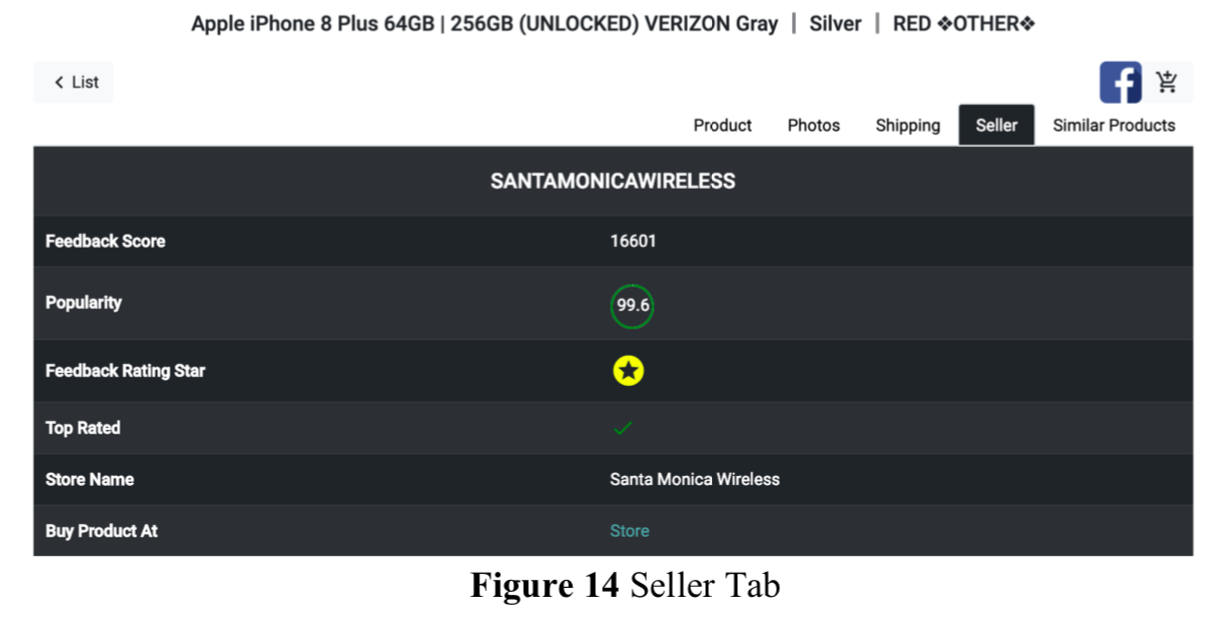 Apple iPhone 8 Plus 64GB | 256GB (UNLOCKED) VERIZON Gray │ Silver │ RED ❖OTHER❖
< List
Product Photos Shipping Seller Similar Products
SANTAMONICAWIRELESS
Feedback Score 16601
Popularity 99.6
Feedback Rating Star
Top Rated
Store Name Santa Monica Wireless
Buy Product At Store
Figure 14 Seller Tab